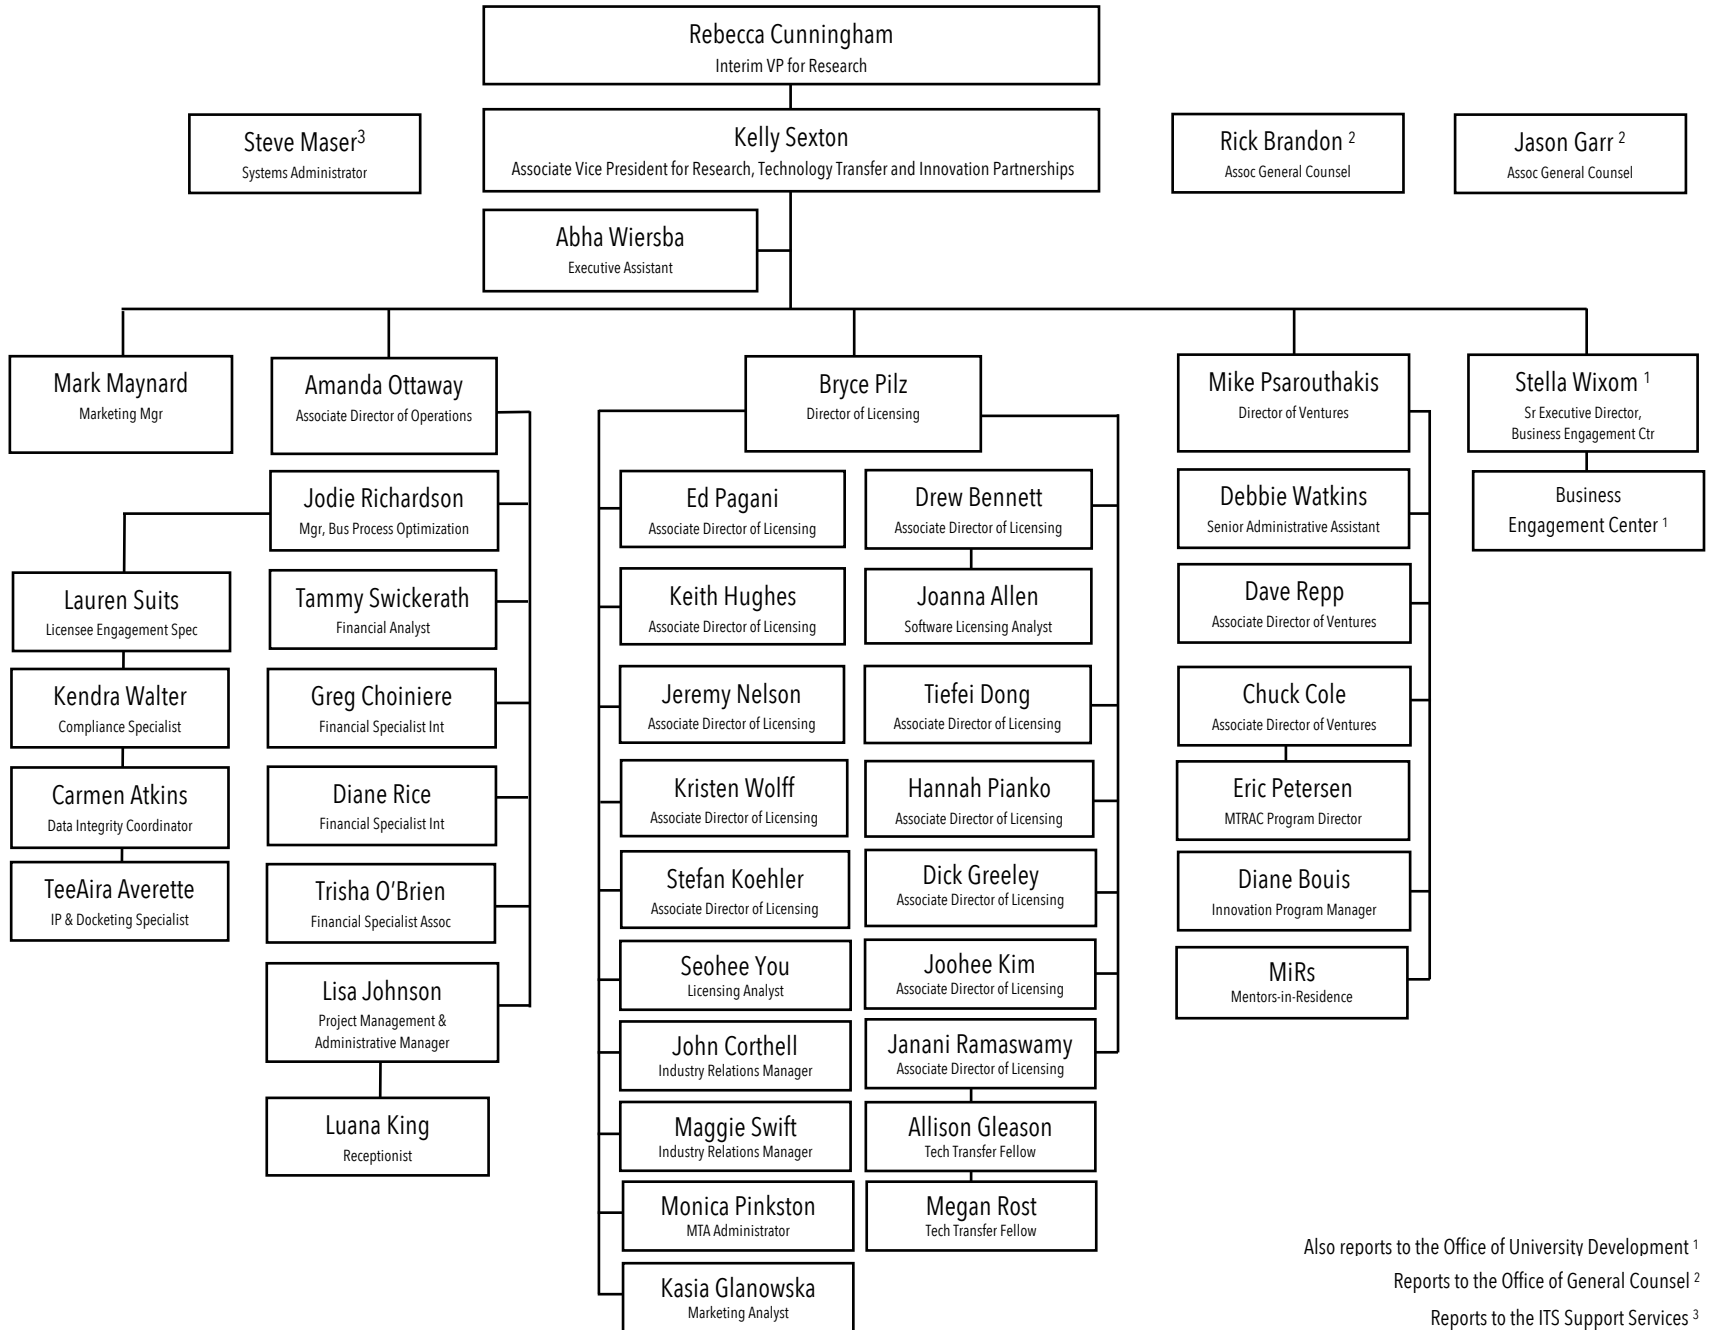 Rebecca Cunningham
Interim VP for Research
Steve Maser³
Systems Administrator
Kelly Sexton
Associate Vice President for Research, Technology Transfer and Innovation Partnerships
Rick Brandon ²
Assoc General Counsel
Jason Garr ²
Assoc General Counsel
Abha Wiersba
Executive Assistant
Mark Maynard
Marketing Mgr
Amanda Ottaway
Associate Director of Operations
Jodie Richardson
Mgr, Bus Process Optimization
Lauren Suits
Licensee Engagement Spec
Kendra Walter
Compliance Specialist
Carmen Atkins
Data Integrity Coordinator
TeeAira Averette
IP & Docketing Specialist
Tammy Swickerath
Financial Analyst
Greg Choiniere
Financial Specialist Int
Diane Rice
Financial Specialist Int
Trisha O’Brien
Financial Specialist Assoc
Lisa Johnson
Project Management &
Administrative Manager
Luana King
Receptionist
Bryce Pilz
Director of Licensing
Ed Pagani
Associate Director of Licensing
Keith Hughes
Associate Director of Licensing
Jeremy Nelson
Associate Director of Licensing
Kristen Wolff
Associate Director of Licensing
Stefan Koehler
Associate Director of Licensing
Seohee You
Licensing Analyst
John Corthell
Industry Relations Manager
Maggie Swift
Industry Relations Manager
Monica Pinkston
MTA Administrator
Kasia Glanowska
Marketing Analyst
Drew Bennett
Associate Director of Licensing
Joanna Allen
Software Licensing Analyst
Tiefei Dong
Associate Director of Licensing
Hannah Pianko
Associate Director of Licensing
Dick Greeley
Associate Director of Licensing
Joohee Kim
Associate Director of Licensing
Janani Ramaswamy
Associate Director of Licensing
Allison Gleason
Tech Transfer Fellow
Megan Rost
Tech Transfer Fellow
Mike Psarouthakis
Director of Ventures
Debbie Watkins
Senior Administrative Assistant
Dave Repp
Associate Director of Ventures
Chuck Cole
Associate Director of Ventures
Eric Petersen
MTRAC Program Director
Diane Bouis
Innovation Program Manager
MiRs
Mentors-in-Residence
Stella Wixom ¹
Sr Executive Director,
Business Engagement Ctr
Business
Engagement Center ¹
Also reports to the Office of University Development ¹
Reports to the Office of General Counsel ²
Reports to the ITS Support Services ³